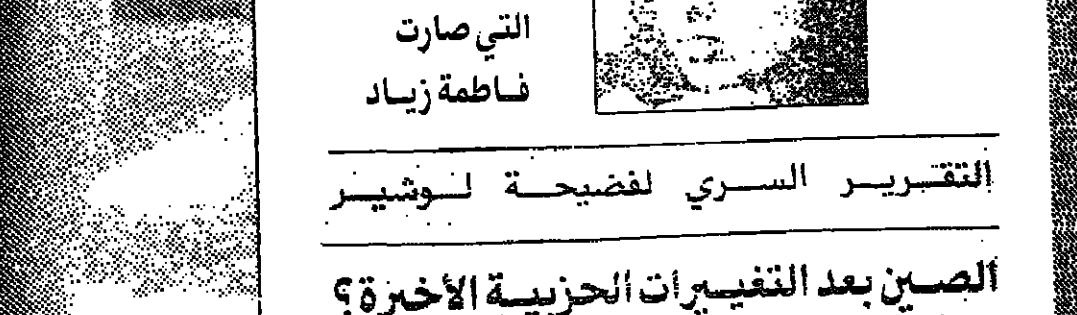 التي صارت
فاطمة زياد
التقرير السري لفضيحة لوشير
الصين بعد التغييرات الحزبية الأخيرة؟